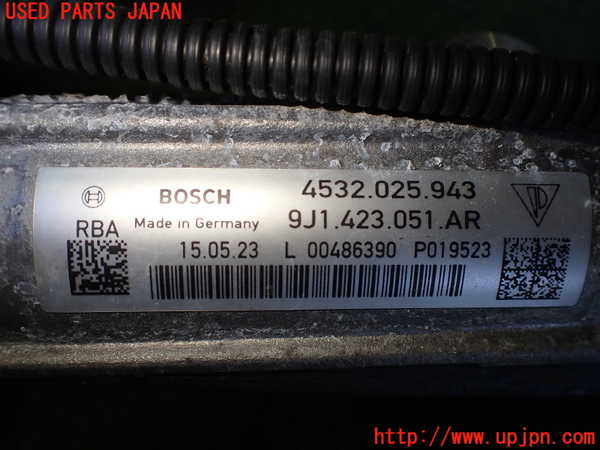 USED PARTS JAPAN
BOSCH 4532.025.943
RBA Made in Germany 9J1.423.051.AR
15.05.23 L 00486390 P019523
http://www.upjpn.com/